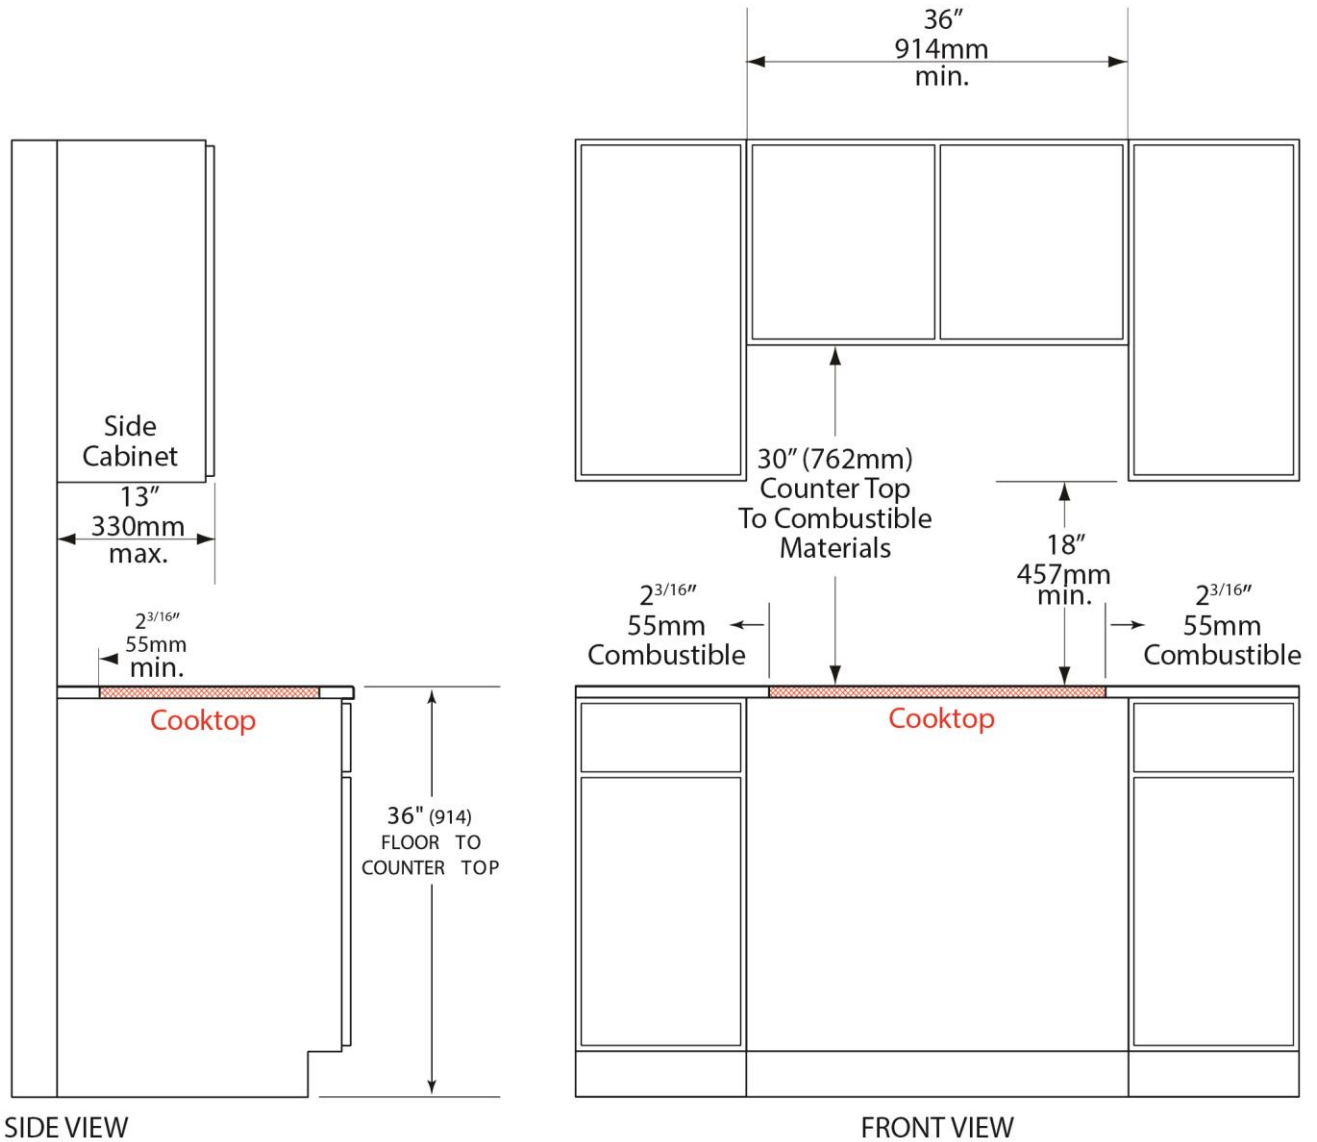 36”
914mm
min.
Side
Cabinet
13”
330mm
max.
2 3/16”
55mm
min.
Cooktop
36" (914)
FLOOR TO
COUNTER TOP
SIDE VIEW
30” (762mm)
Counter Top
To Combustible
Materials
18”
457mm
min.
2 3/16”
55mm
Combustible
2 3/16”
55mm
Combustible
Cooktop
FRONT VIEW